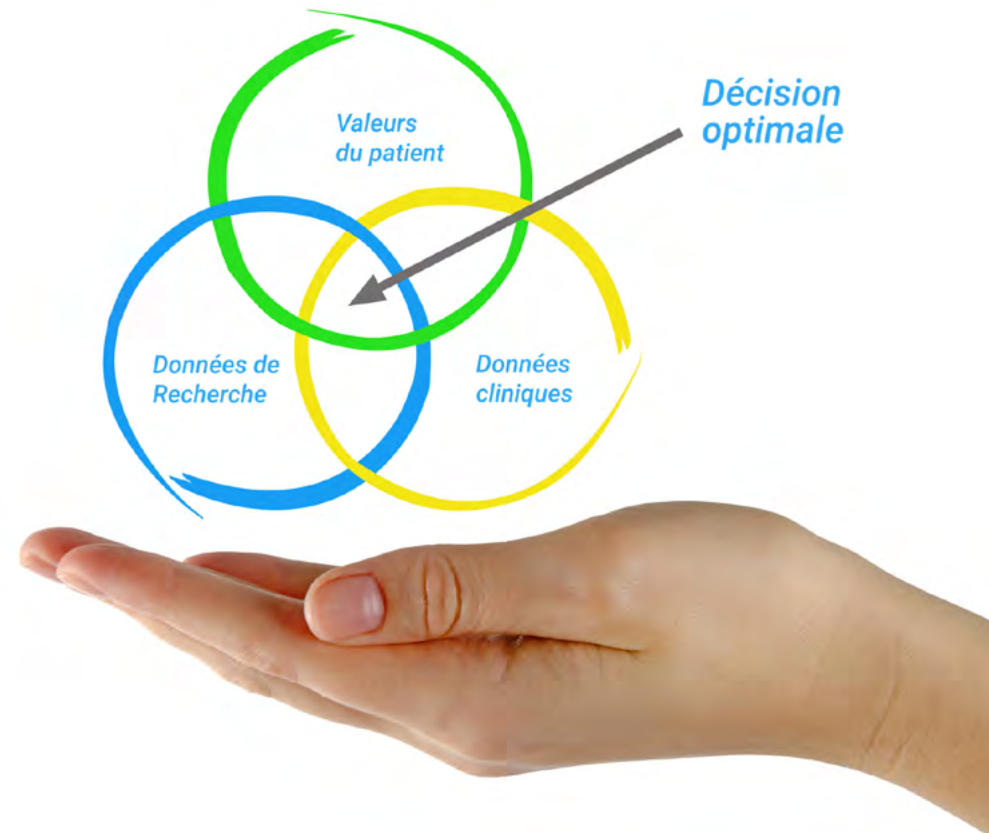 Décision
optimale
Valeurs
du patient
Données de
Recherche
Données
cliniques